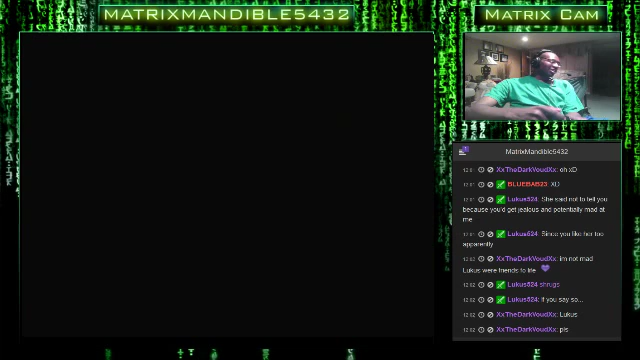 MATRIXMANDIBLE5432
MATRIX CAM
MatrixMandible5432
12:01 XxTheDarkVoudXx: oh xD
12:01 BLUEBAB23: XD
12:01 Lukus524: She said not to tell you
because you'd get jealous and potentially mad at
me
12:01 Lukus524: Since you like her too
apparently
12:02 XxTheDarkVoudXx: im not mad
Lukus were friends fo life
12:02 Lukus524 shrugs
12:02 Lukus524: if you say so...
12:02 XxTheDarkVoudXx: Lukus
12:02 XxTheDarkVoudXx: pls